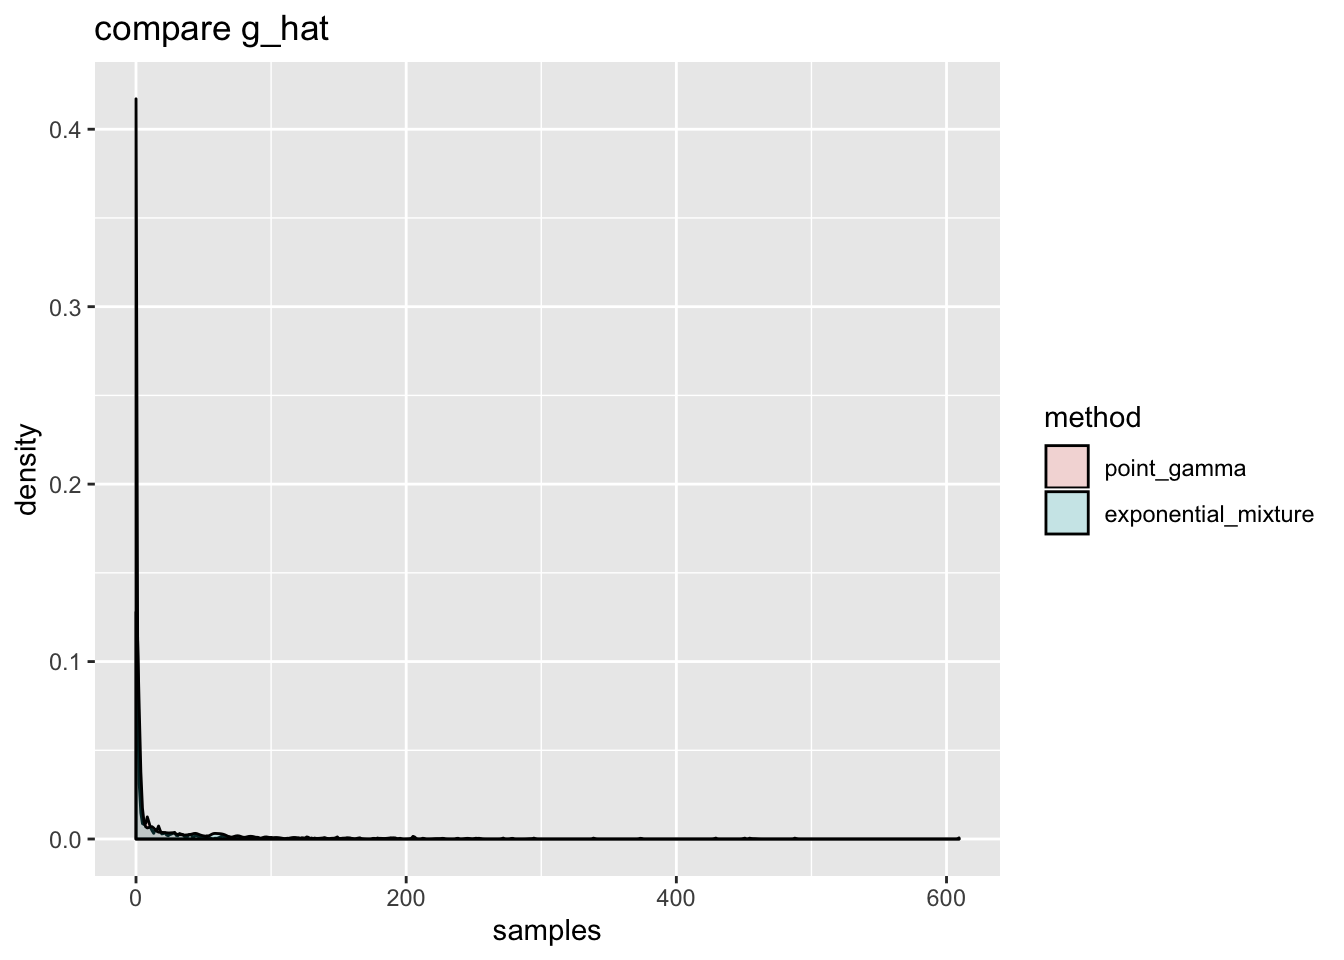 compare g_hat
0.4
0.3
0.2
0.1
0.0
density
0
200
400
600
samples
method
point_gamma
exponential_mixture